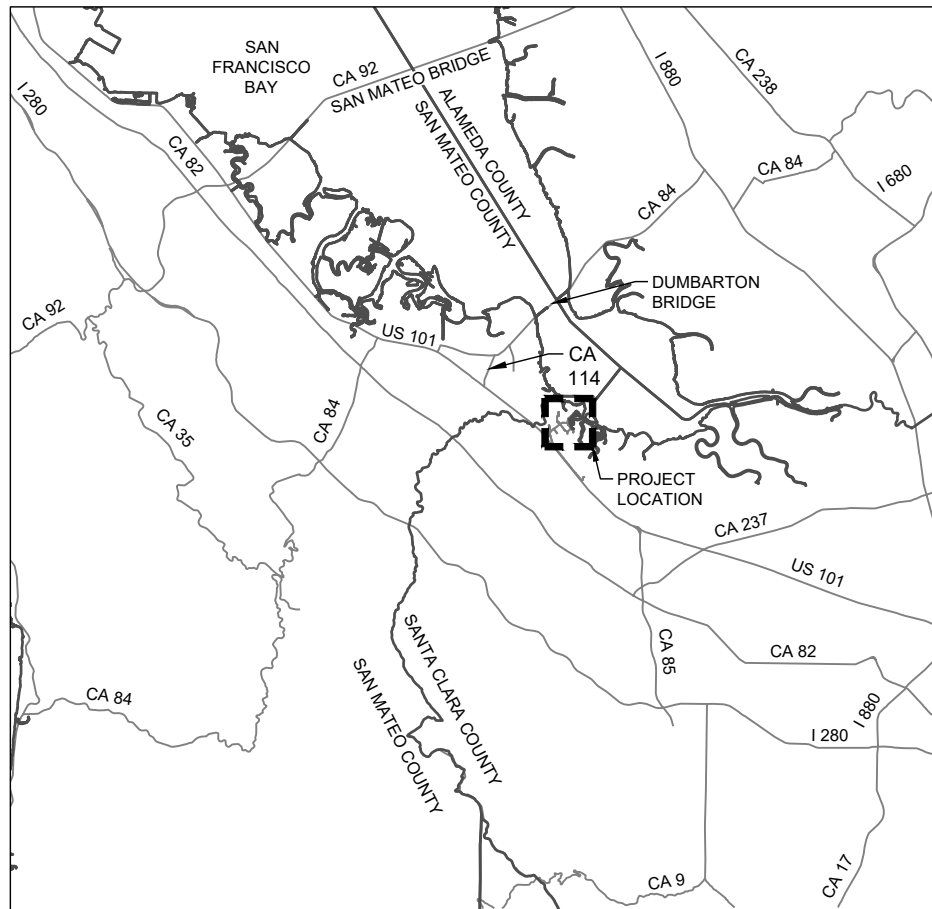 SAN
FRANCISCO
BAY
CA 92
SAN MATEO BRIDGE
I 880
CA 238
I 280
CA 82
ALAMEDA COUNTY
SAN MATEO COUNTY
CA 84
CA 84
I 680
DUMBARTON
BRIDGE
CA 92
US 101
CA
114
CA 35
CA 84
PROJECT
LOCATION
CA 237
US 101
SANTA CLARA COUNTY
SAN MATEO COUNTY
CA 85
CA 82
CA 84
I 880
I 280
CA 9
CA 17